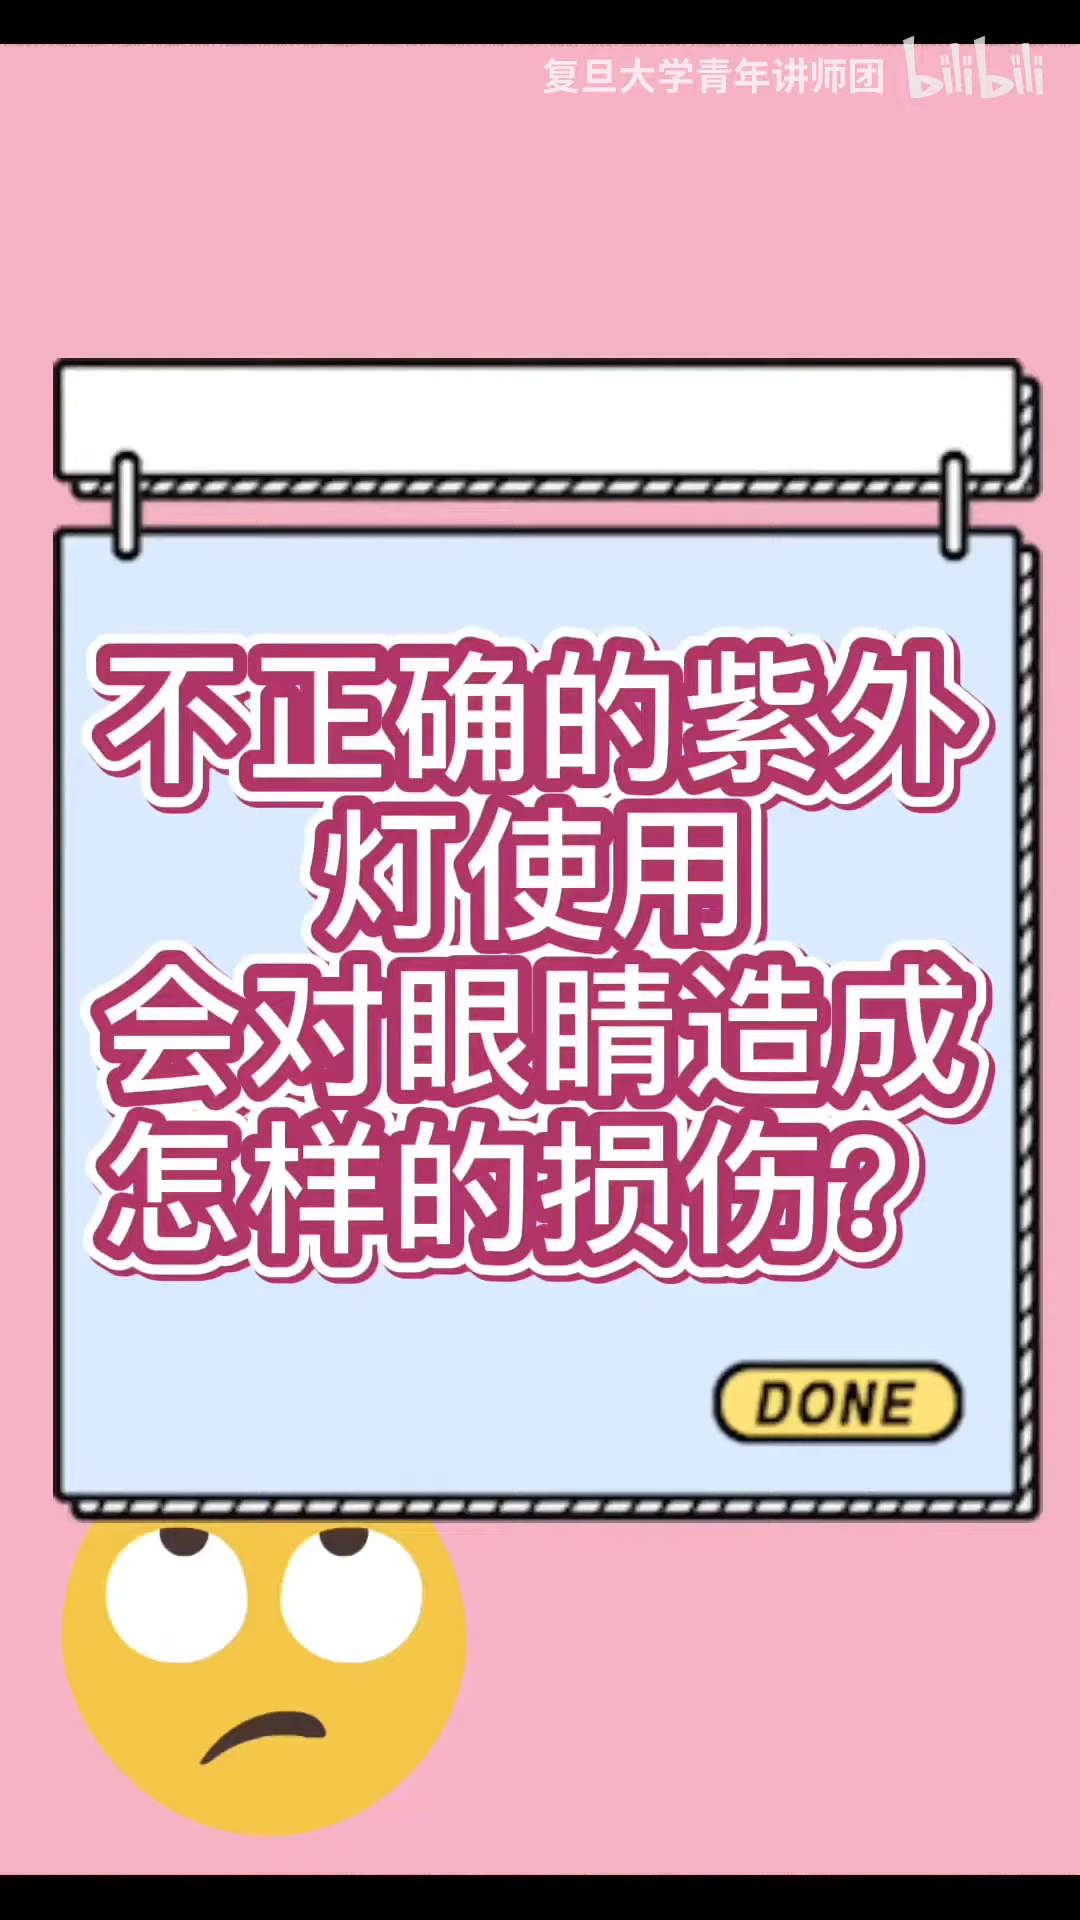 复旦大学青年讲师团 bilibili
不正确的紫外
灯使用
会对眼睛造成
怎样的损伤?
DONE